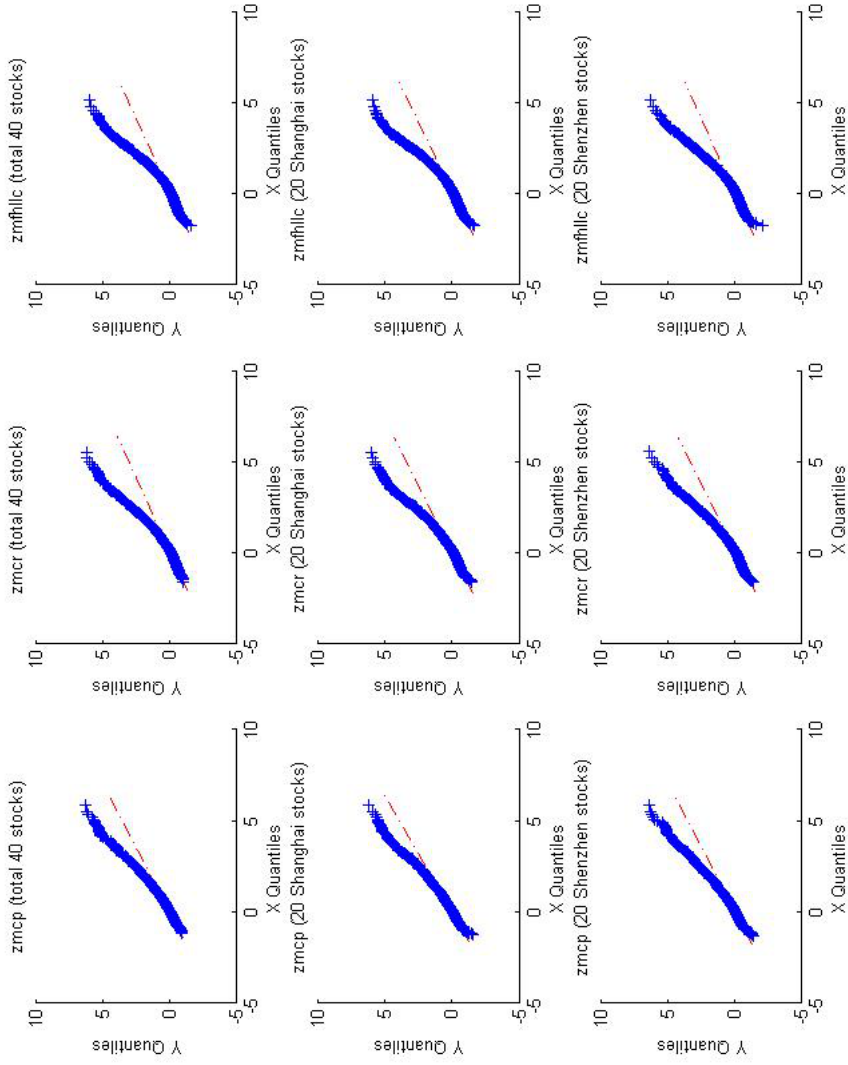 zmcp (total 40 stocks)
10
5
0
-5
Y Quantiles
-5 0 5 10
X Quantiles
zmcr (total 40 stocks)
10
5
0
-5
Y Quantiles
-5 0 5 10
X Quantiles
zmfhllc (total 40 stocks)
10
5
0
-5
Y Quantiles
-5 0 5 10
X Quantiles
zmcp (20 Shanghai stocks)
10
5
0
-5
Y Quantiles
-5 0 5 10
X Quantiles
zmcr (20 Shanghai stocks)
10
5
0
-5
Y Quantiles
-5 0 5 10
X Quantiles
zmfhllc (20 Shanghai stocks)
10
5
0
-5
Y Quantiles
-5 0 5 10
X Quantiles
zmcp (20 Shenzhen stocks)
10
5
0
-5
Y Quantiles
-5 0 5 10
X Quantiles
zmcr (20 Shenzhen stocks)
10
5
0
-5
Y Quantiles
-5 0 5 10
X Quantiles
zmfhllc (20 Shenzhen stocks)
10
5
0
-5
Y Quantiles
-5 0 5 10
X Quantiles